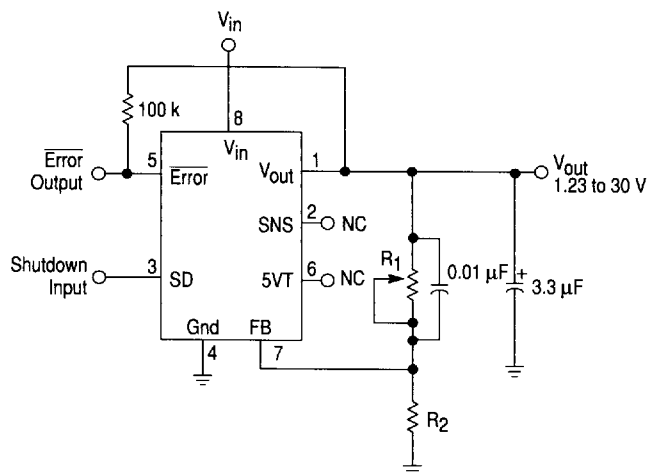 Vin
100 k
8
Vin
Error
Output
5
Error
Vout
1
Vout
1.23 to 30 V
SNS
2
NC
Shutdown
Input
3
SD
5VT
6
NC
R1
0.01 µF
+
3.3 µF
Gnd
FB
4
7
R2